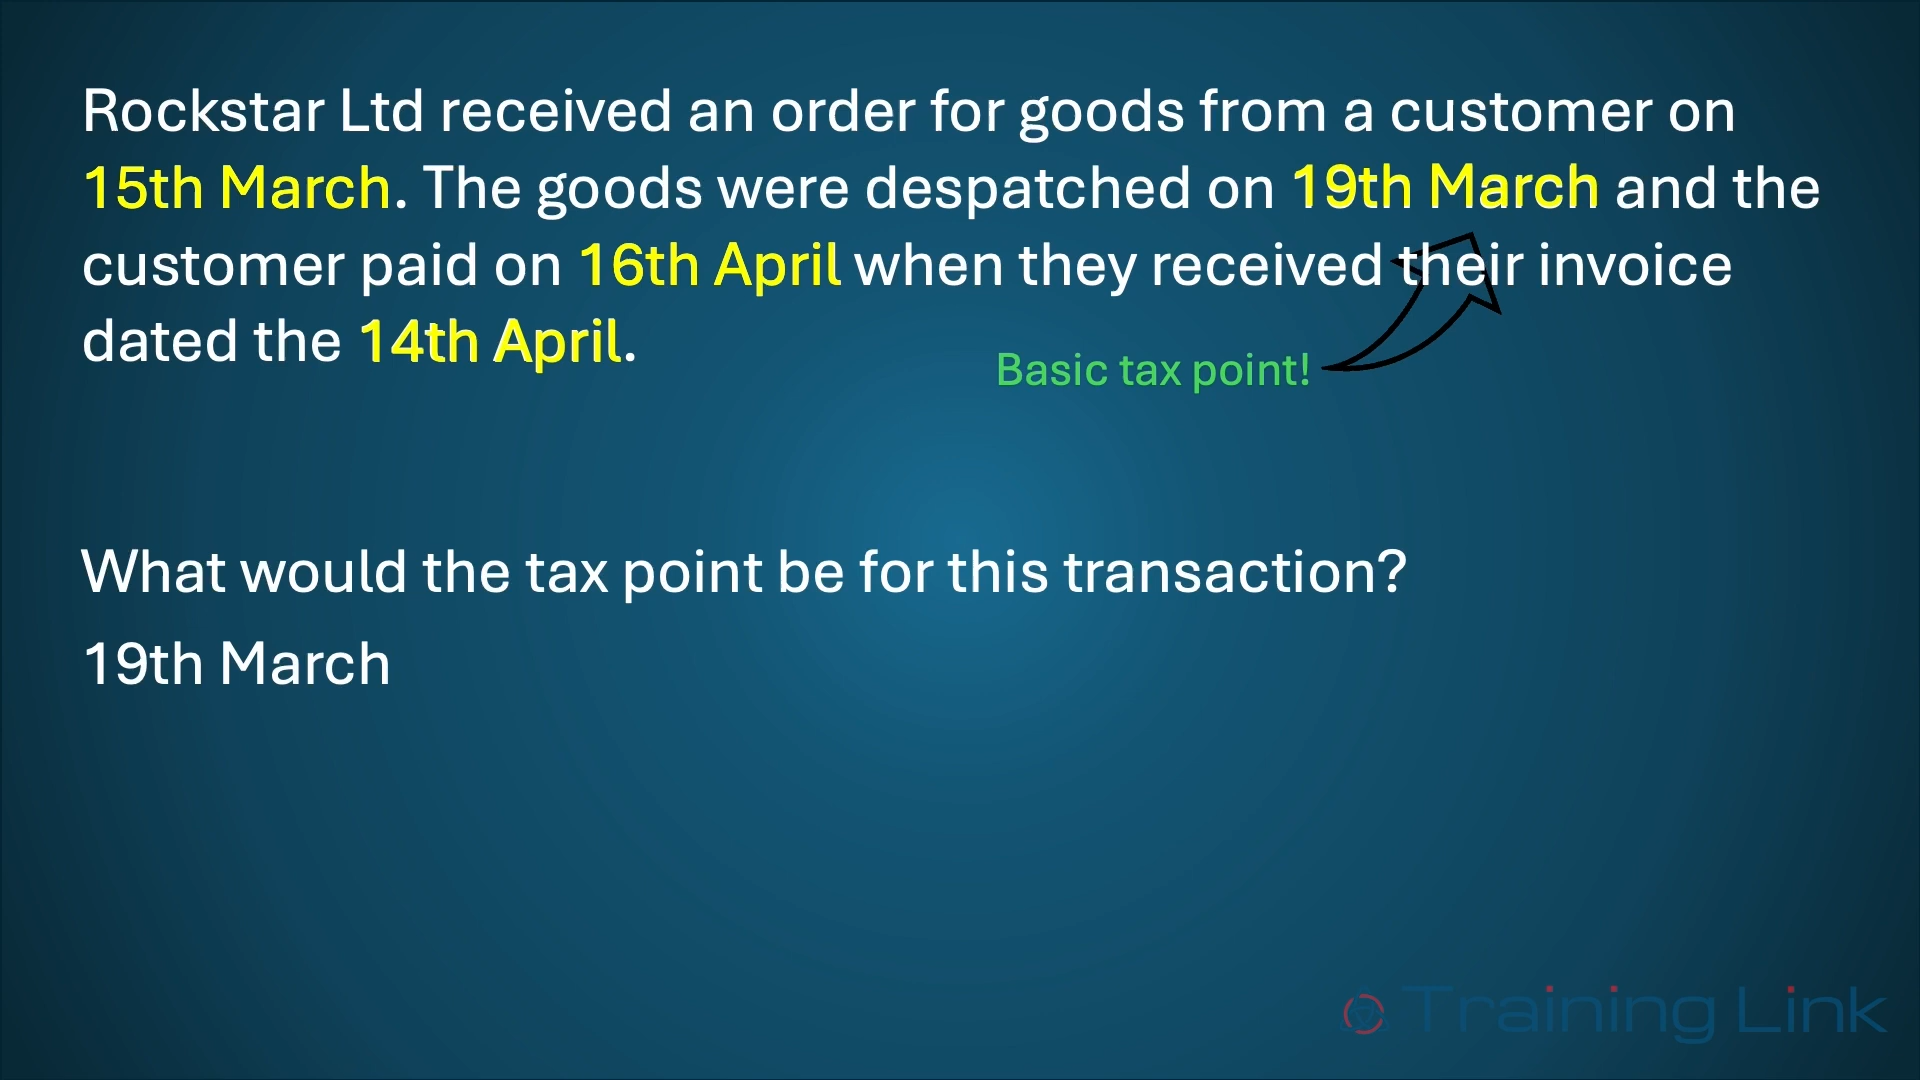 Rockstar Ltd received an order for goods from a customer on
15th March. The goods were despatched on 19th March and the
customer paid on 16th April when they received their invoice
dated the 14th April.
Basic tax point!
What would the tax point be for this transaction?
19th March
Training Link